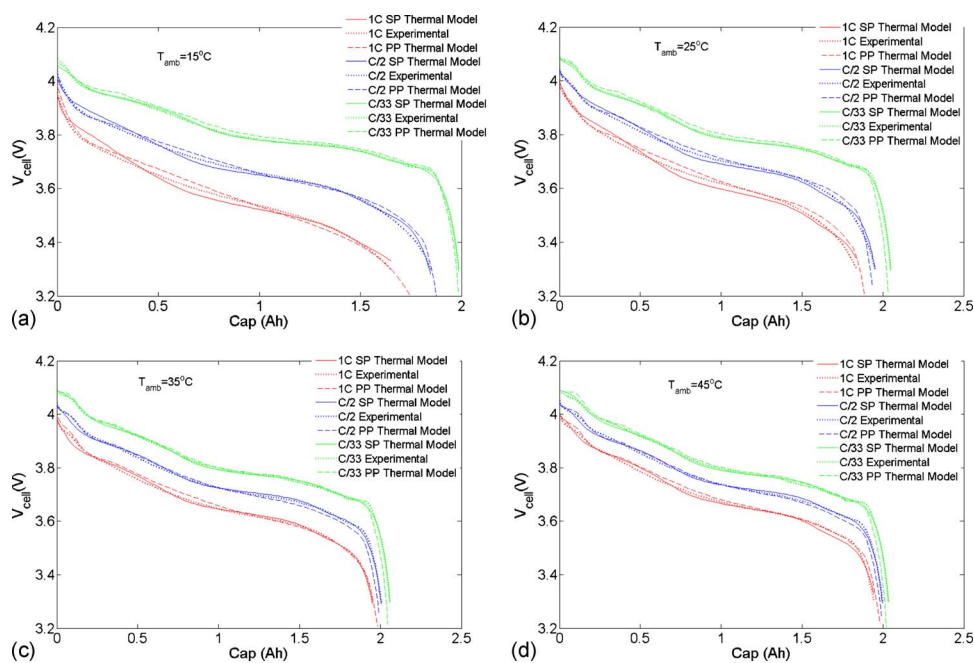 4.2
4
3.8
3.6
3.4
3.2
V_cell(V)
T_amb=15°C
1C SP Thermal Model
1C Experimental
1C PP Thermal Model
C/2 SP Thermal Model
C/2 Experimental
C/2 PP Thermal Model
C/33 SP Thermal Model
C/33 Experimental
C/33 PP Thermal Model
0 0.5 1 1.5 2 2.5
Cap (Ah)
(a)
4.2
4
3.8
3.6
3.4
3.2
V_cell(V)
T_amb=25°C
1C SP Thermal Model
1C Experimental
1C PP Thermal Model
C/2 SP Thermal Model
C/2 Experimental
C/2 PP Thermal Model
C/33 SP Thermal Model
C/33 Experimental
C/33 PP Thermal Model
0 0.5 1 1.5 2 2.5
Cap (Ah)
(b)
4.2
4
3.8
3.6
3.4
3.2
V_cell(V)
T_amb=35°C
1C SP Thermal Model
1C Experimental
1C PP Thermal Model
C/2 SP Thermal Model
C/2 Experimental
C/2 PP Thermal Model
C/33 SP Thermal Model
C/33 Experimental
C/33 PP Thermal Model
0 0.5 1 1.5 2 2.5
Cap (Ah)
(c)
4.2
4
3.8
3.6
3.4
3.2
V_cell(V)
T_amb=45°C
1C SP Thermal Model
1C Experimental
1C PP Thermal Model
C/2 SP Thermal Model
C/2 Experimental
C/2 PP Thermal Model
C/33 SP Thermal Model
C/33 Experimental
C/33 PP Thermal Model
0 0.5 1 1.5 2 2.5
Cap (Ah)
(d)